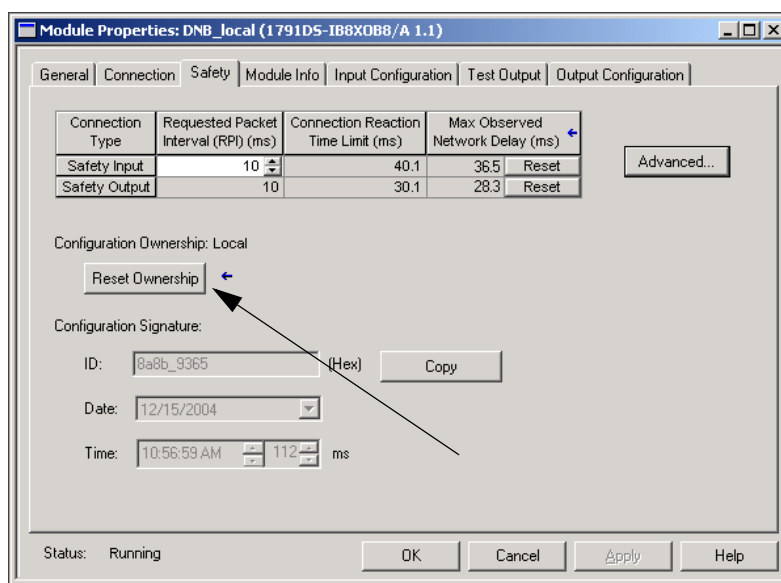 Module Properties: DNB_local (1791DS-IB8XOB8/A 1.1)
General Connection Safety Module Info Input Configuration Test Output Output Configuration
Connection Type Requested Packet Interval (RPI) (ms) Connection Reaction Time Limit (ms) Max Observed Network Delay (ms)
Safety Input 10 40.1 36.5 Reset
Safety Output 10 30.1 28.3 Reset
Advanced...
Configuration Ownership: Local
Reset Ownership
Configuration Signature:
ID: 8a8b_9365 (Hex) Copy
Date: 12/15/2004
Time: 10:56:59 AM 112 ms
Status: Running OK Cancel Apply Help